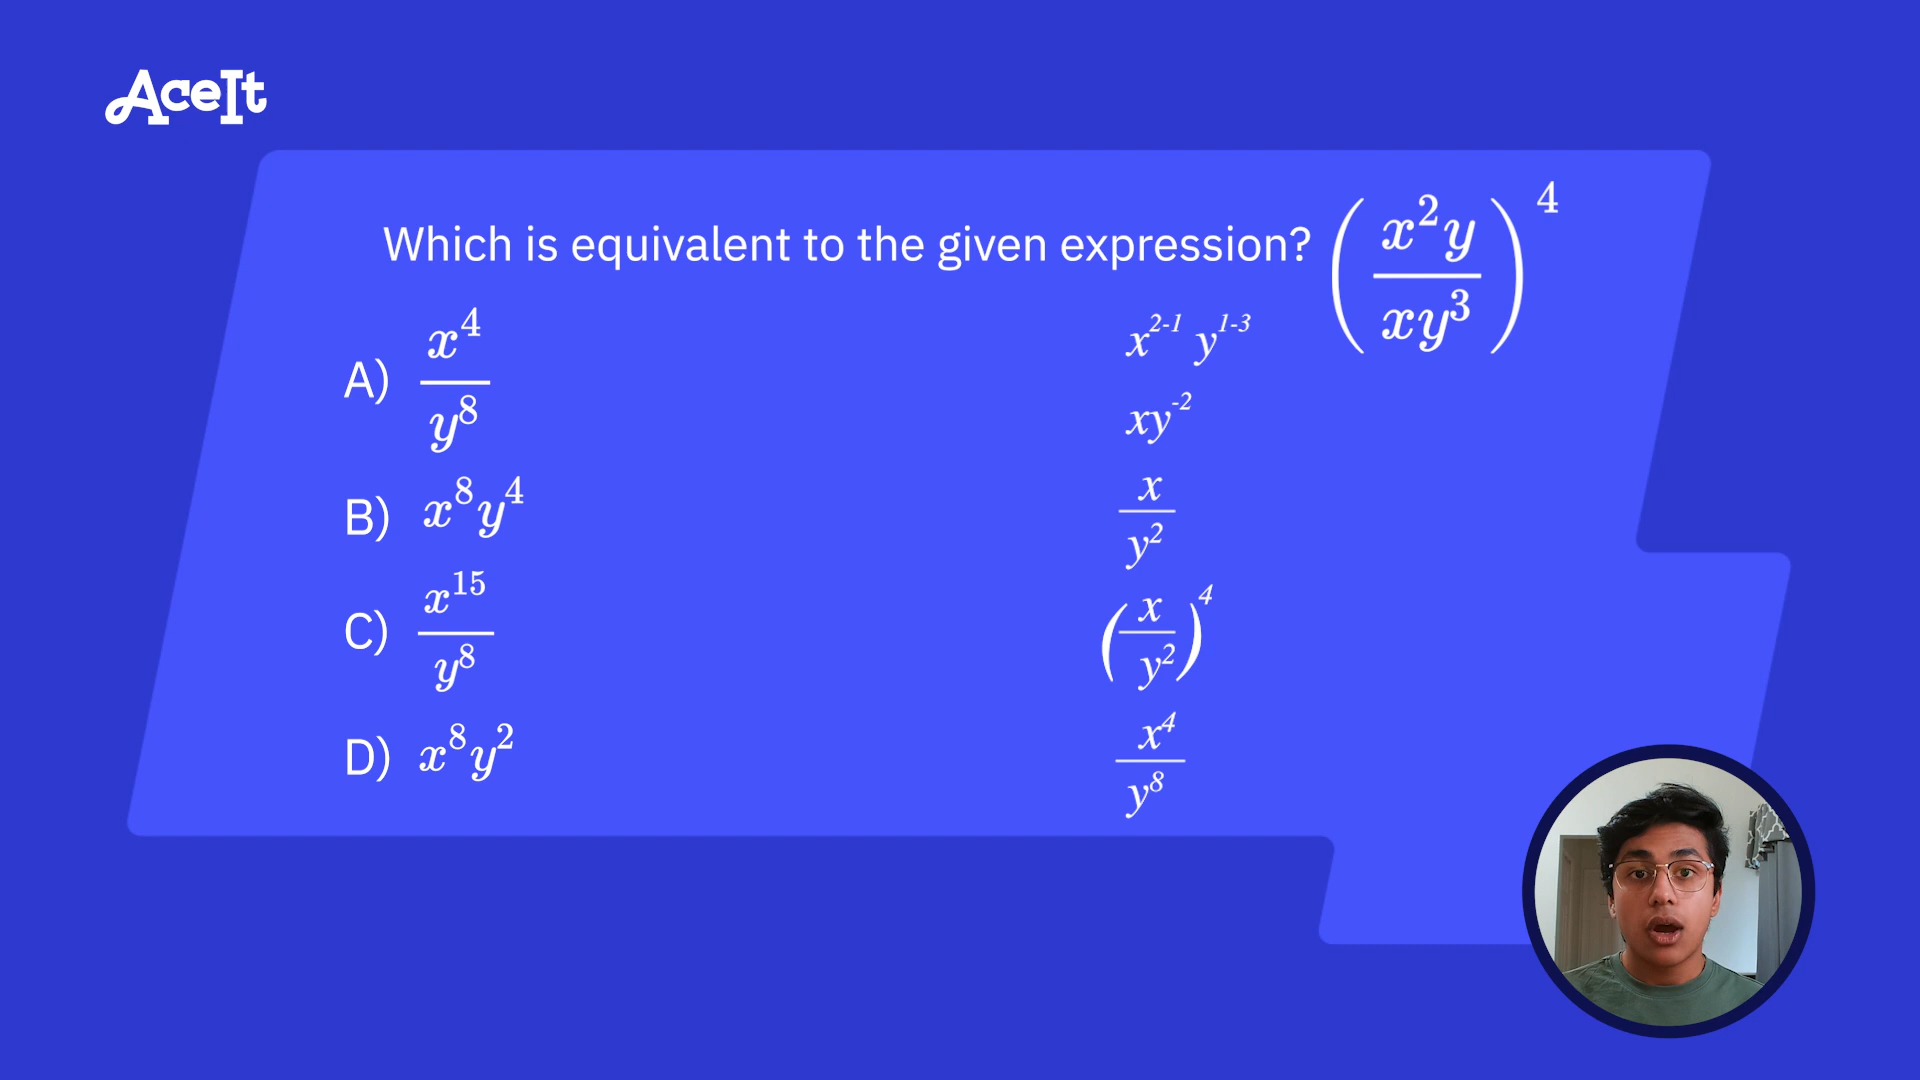 AceIt
Which is equivalent to the given expression? (x²y / xy³)⁴
A) x⁴ / y⁸
B) x⁸y⁴
C) x¹⁵ / y⁸
D) x⁸y²
x²⁻¹ y¹⁻³
xy⁻²
x / y²
(x / y²)⁴
x⁴ / y⁸